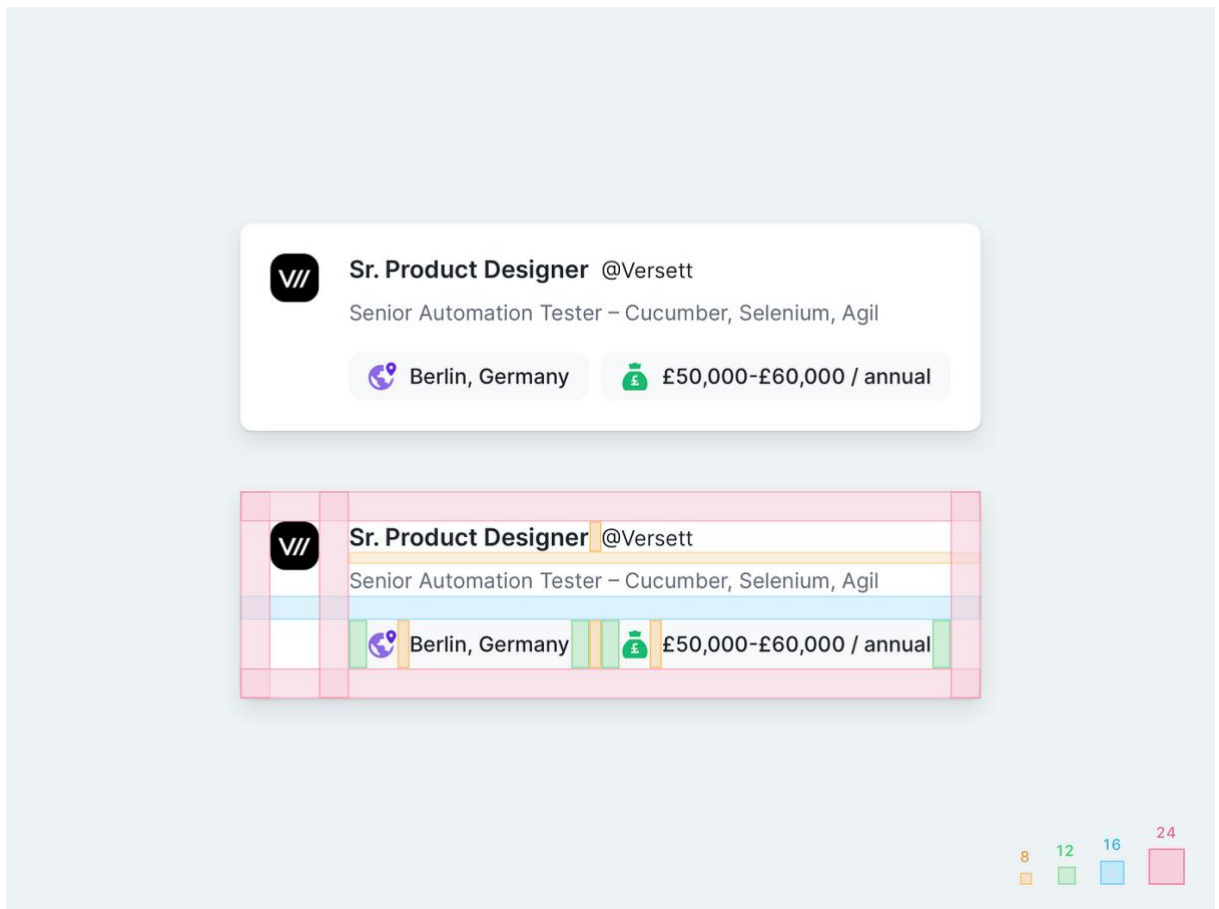 Sr. Product Designer @Versett
Senior Automation Tester – Cucumber, Selenium, Agil
Berlin, Germany £ £50,000-£60,000 / annual
Sr. Product Designer @Versett
Senior Automation Tester – Cucumber, Selenium, Agil
Berlin, Germany £ £50,000-£60,000 / annual
8 12 16 24